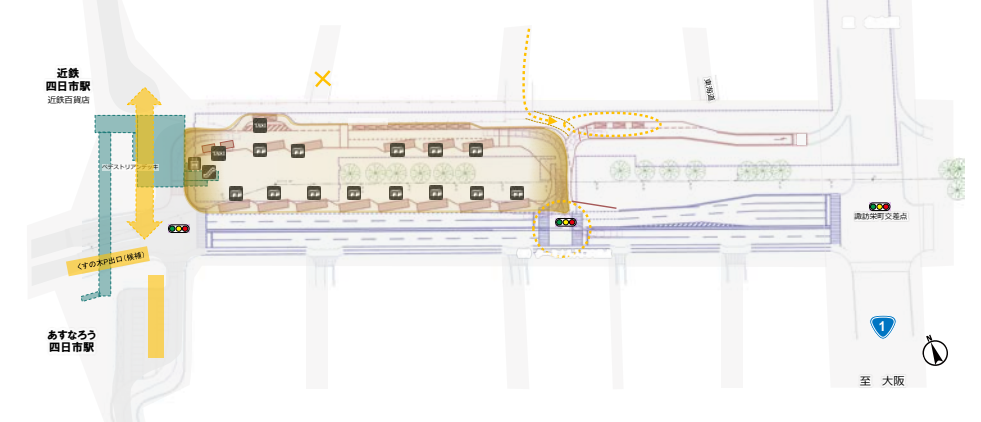 近鉄
四日市駅
近鉄百貨店
東海道
TAXI
TAXI
ペデストリアンデッキ
くすの木P出口(候補)
諏訪栄町交差点
あすなろう
四日市駅
1
N
至 大阪